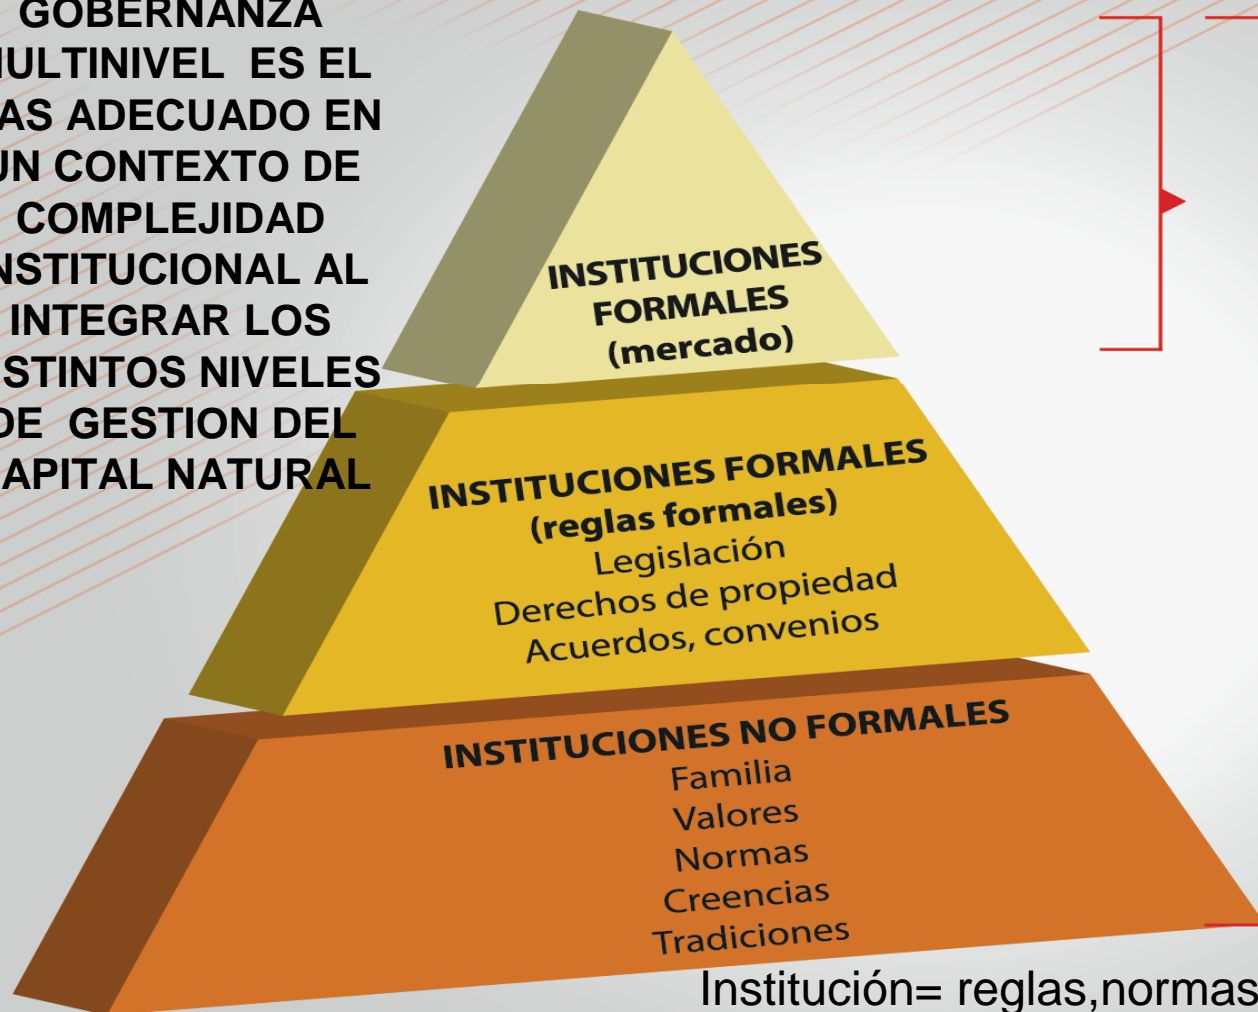 GOBERNANZA
MULTINIVEL ES EL
AS ADECUADO EN
UN CONTEXTO DE
COMPLEJIDAD
NSTITUCIONAL AL
INTEGRAR LOS
STINTOS NIVELES
DE GESTION DEL
APITAL NATURAL
INSTITUCIONES
FORMALES
(mercado)
INSTITUCIONES FORMALES
(reglas formales)
Legislación
Derechos de propiedad
Acuerdos, convenios
INSTITUCIONES NO FORMALES
Familia
Valores
Normas
Creencias
Tradiciones
Institución= reglas,normas